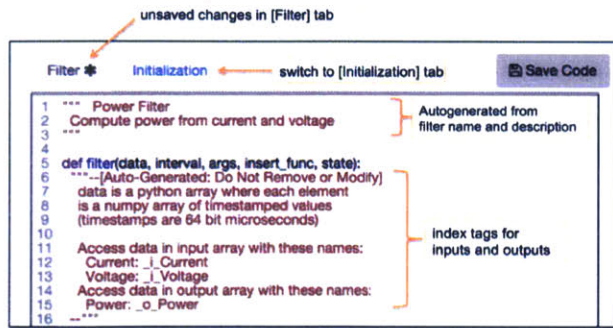 unsaved changes in [Filter] tab
Filter ✱ Initialization switch to [Initialization] tab Save Code
1 """ Power Filter
2 Compute power from current and voltage
3 """
Autogenerated from
filter name and description
4
5 def filter(data, interval, args, insert_func, state):
6 """--[Auto-Generated: Do Not Remove or Modify]
7 data is a python array where each element
8 is a numpy array of timestamped values
9 (timestamps are 64 bit microseconds)
10
11 Access data in input array with these names:
12 Current: _i_Current
13 Voltage: _i_Voltage
14 Access data in output array with these names:
15 Power: _o_Power
16 --"""
index tags for
inputs and outputs